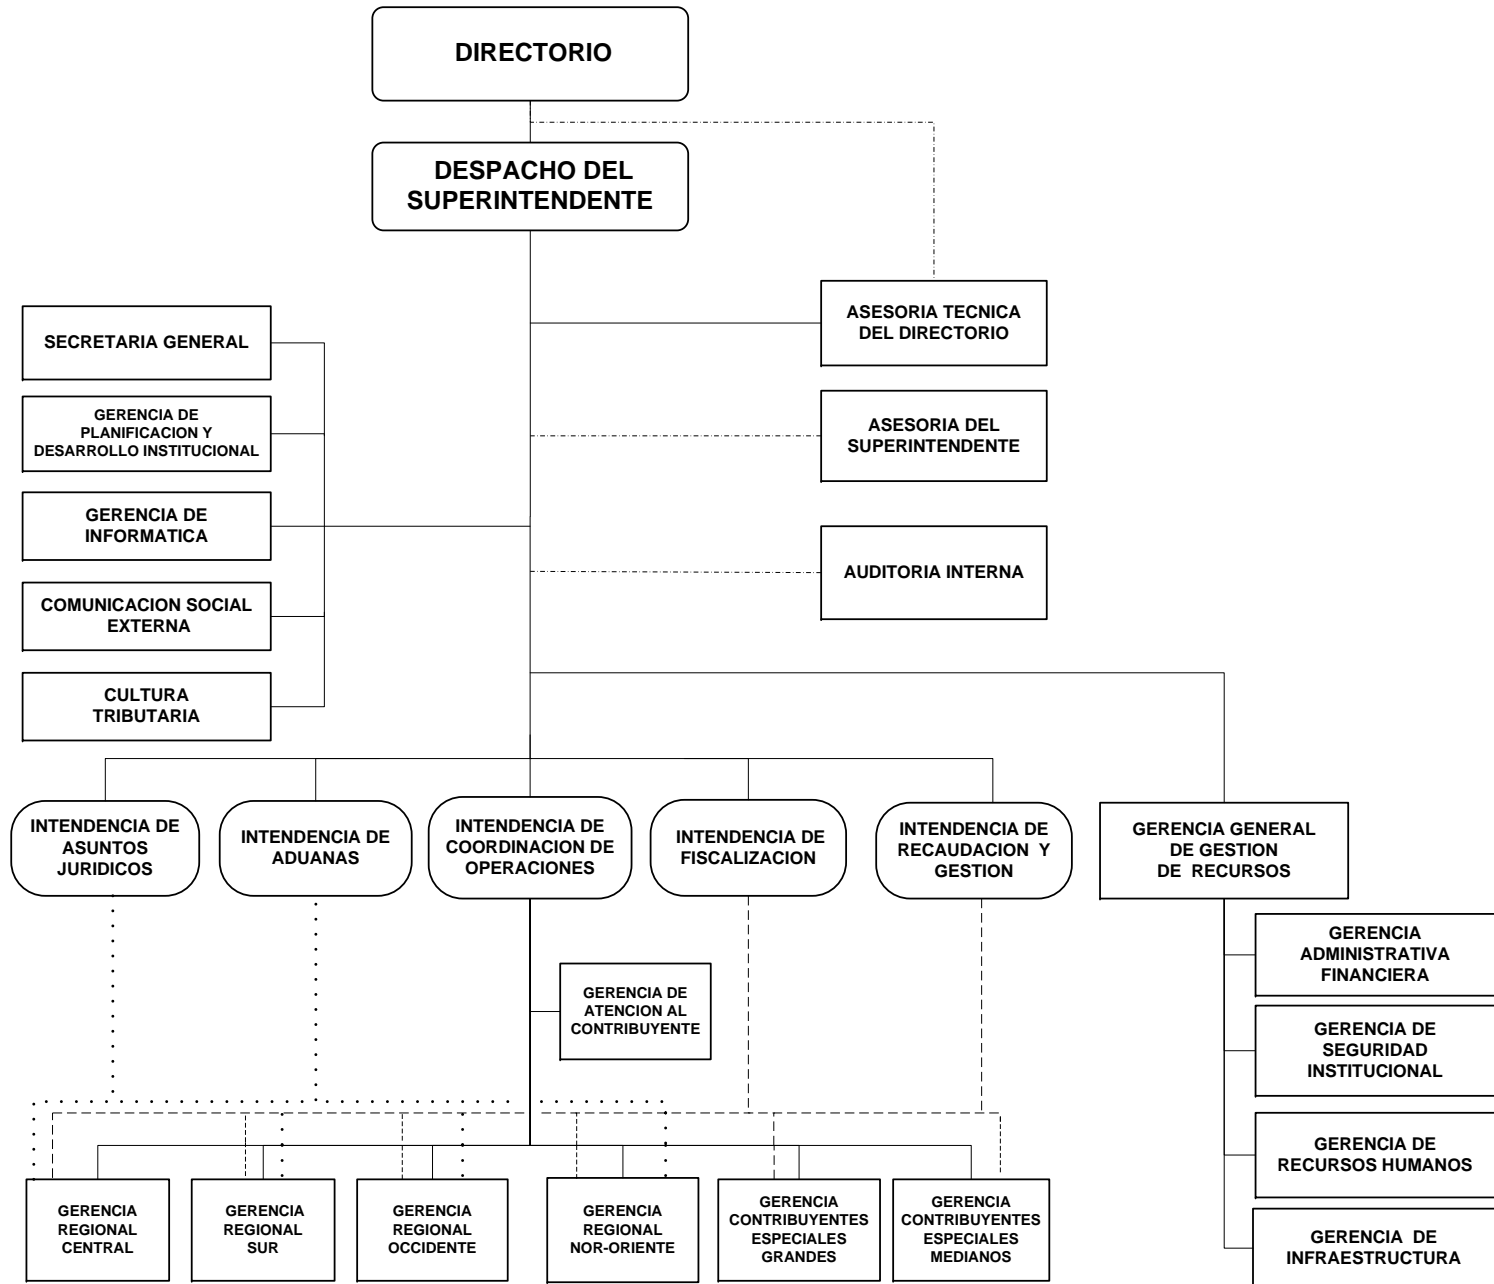 DIRECTORIO
DESPACHO DEL
SUPERINTENDENTE
ASESORIA TECNICA
DEL DIRECTORIO
SECRETARIA GENERAL
GERENCIA DE
PLANIFICACION Y
DESARROLLO INSTITUCIONAL
ASESORIA DEL
SUPERINTENDENTE
GERENCIA DE
INFORMATICA
AUDITORIA INTERNA
COMUNICACION SOCIAL
EXTERNA
CULTURA
TRIBUTARIA
INTENDENCIA DE
ASUNTOS
JURIDICOS
INTENDENCIA DE
ADUANAS
INTENDENCIA DE
COORDINACION DE
OPERACIONES
INTENDENCIA DE
FISCALIZACION
INTENDENCIA DE
RECAUDACION Y
GESTION
GERENCIA GENERAL
DE GESTION
DE RECURSOS
GERENCIA
ADMINISTRATIVA
FINANCIERA
GERENCIA DE
ATENCION AL
CONTRIBUYENTE
GERENCIA DE
SEGURIDAD
INSTITUCIONAL
GERENCIA DE
RECURSOS HUMANOS
GERENCIA
REGIONAL
CENTRAL
GERENCIA
REGIONAL
SUR
GERENCIA
REGIONAL
OCCIDENTE
GERENCIA
REGIONAL
NOR-ORIENTE
GERENCIA
CONTRIBUYENTES
ESPECIALES
GRANDES
GERENCIA
CONTRIBUYENTES
ESPECIALES
MEDIANOS
GERENCIA DE
INFRAESTRUCTURA